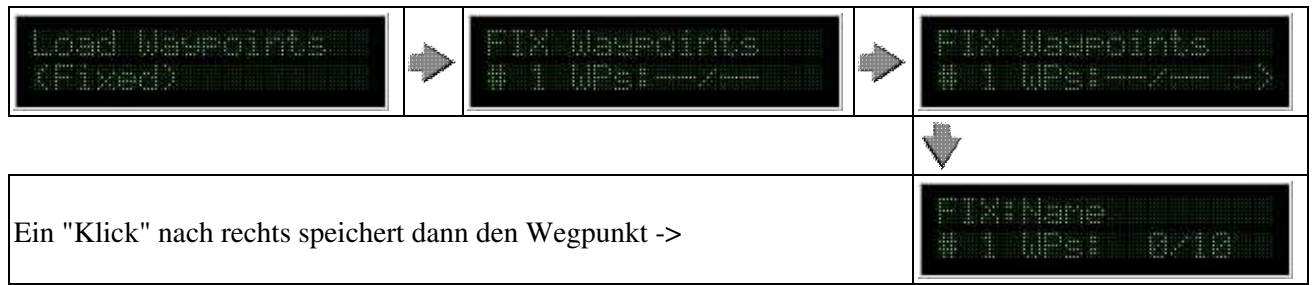 Load Waypoints
(Fixed)
FIX Waypoints
# 1 WPs:--/--
FIX Waypoints
# 1 WPs:--/-- ->
Ein "Klick" nach rechts speichert dann den Wegpunkt ->
FIX:Name
# 1 WPs:  0/10